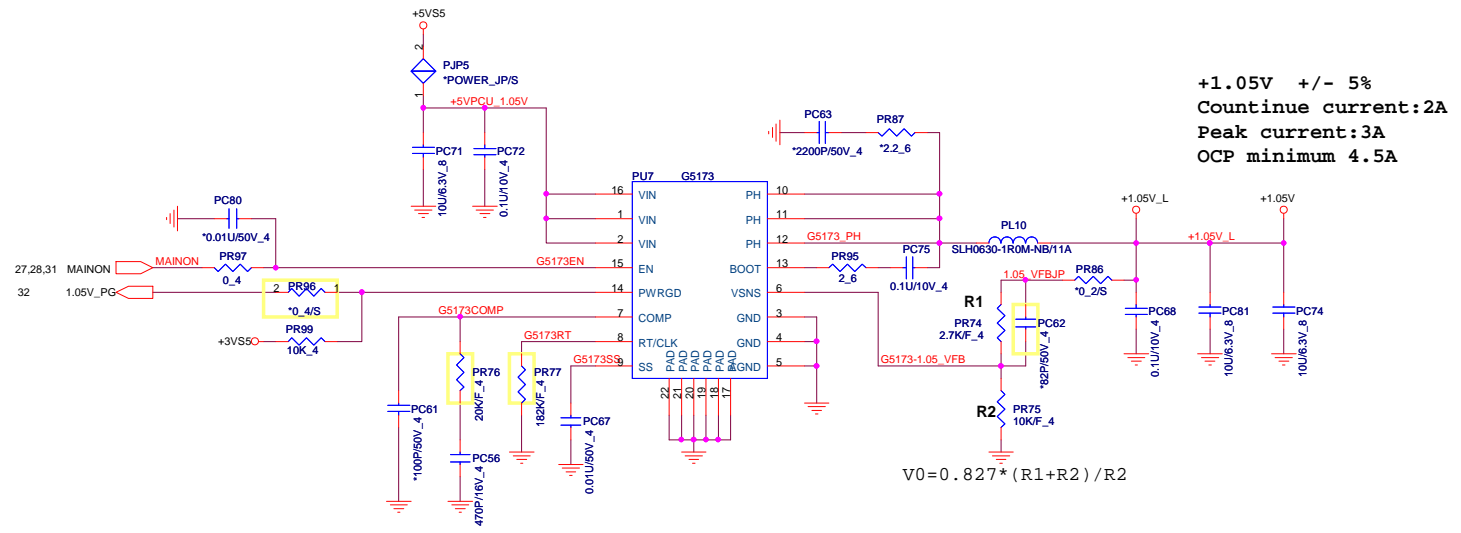 +5VS5
2
PJP5
*POWER_JP/S
1
+5VPCU_1.05V
PC71
10U/6.3V_8
PC72
0.1U/10V_4
+1.05V +/- 5%
Countinue current:2A
Peak current:3A
OCP minimum 4.5A
PC63
*2200P/50V_4
PR87
*2.2_6
PU7
G5173
16 VIN
1 VIN
2 VIN
15 EN
14 PWRGD
7 COMP
8 RT/CLK
9 SS
PH 10
PH 11
PH 12
BOOT 13
VSNS 6
GND 3
GND 4
AGND 5
PAD PAD PAD PAD PAD PAD
22 21 20 19 18 17
PC80
*0.01U/50V_4
27,28,31 MAINON
MAINON
PR97
0_4
G5173EN
32 1.05V_PG
2 PR96 1
*0_4/S
+3VS5
PR99
10K_4
G5173COMP
G5173RT
G5173SS
PR76
20K/F_4
PR77
182K/F_4
PC61
*100P/50V_4
PC56
470P/16V_4
PC67
0.01U/50V_4
G5173_PH
PL10
SLH0630-1R0M-NB/11A
PR95
2_6
PC75
0.1U/10V_4
+1.05V_L
+1.05V
+1.05V_L
1.05_VFBJP
PR86
*0_2/S
R1
PR74
2.7K/F_4
PC62
*82P/50V_4
PC68
0.1U/10V_4
PC81
10U/6.3V_8
PC74
10U/6.3V_8
G5173-1.05_VFB
R2
PR75
10K/F_4
V0=0.827*(R1+R2)/R2